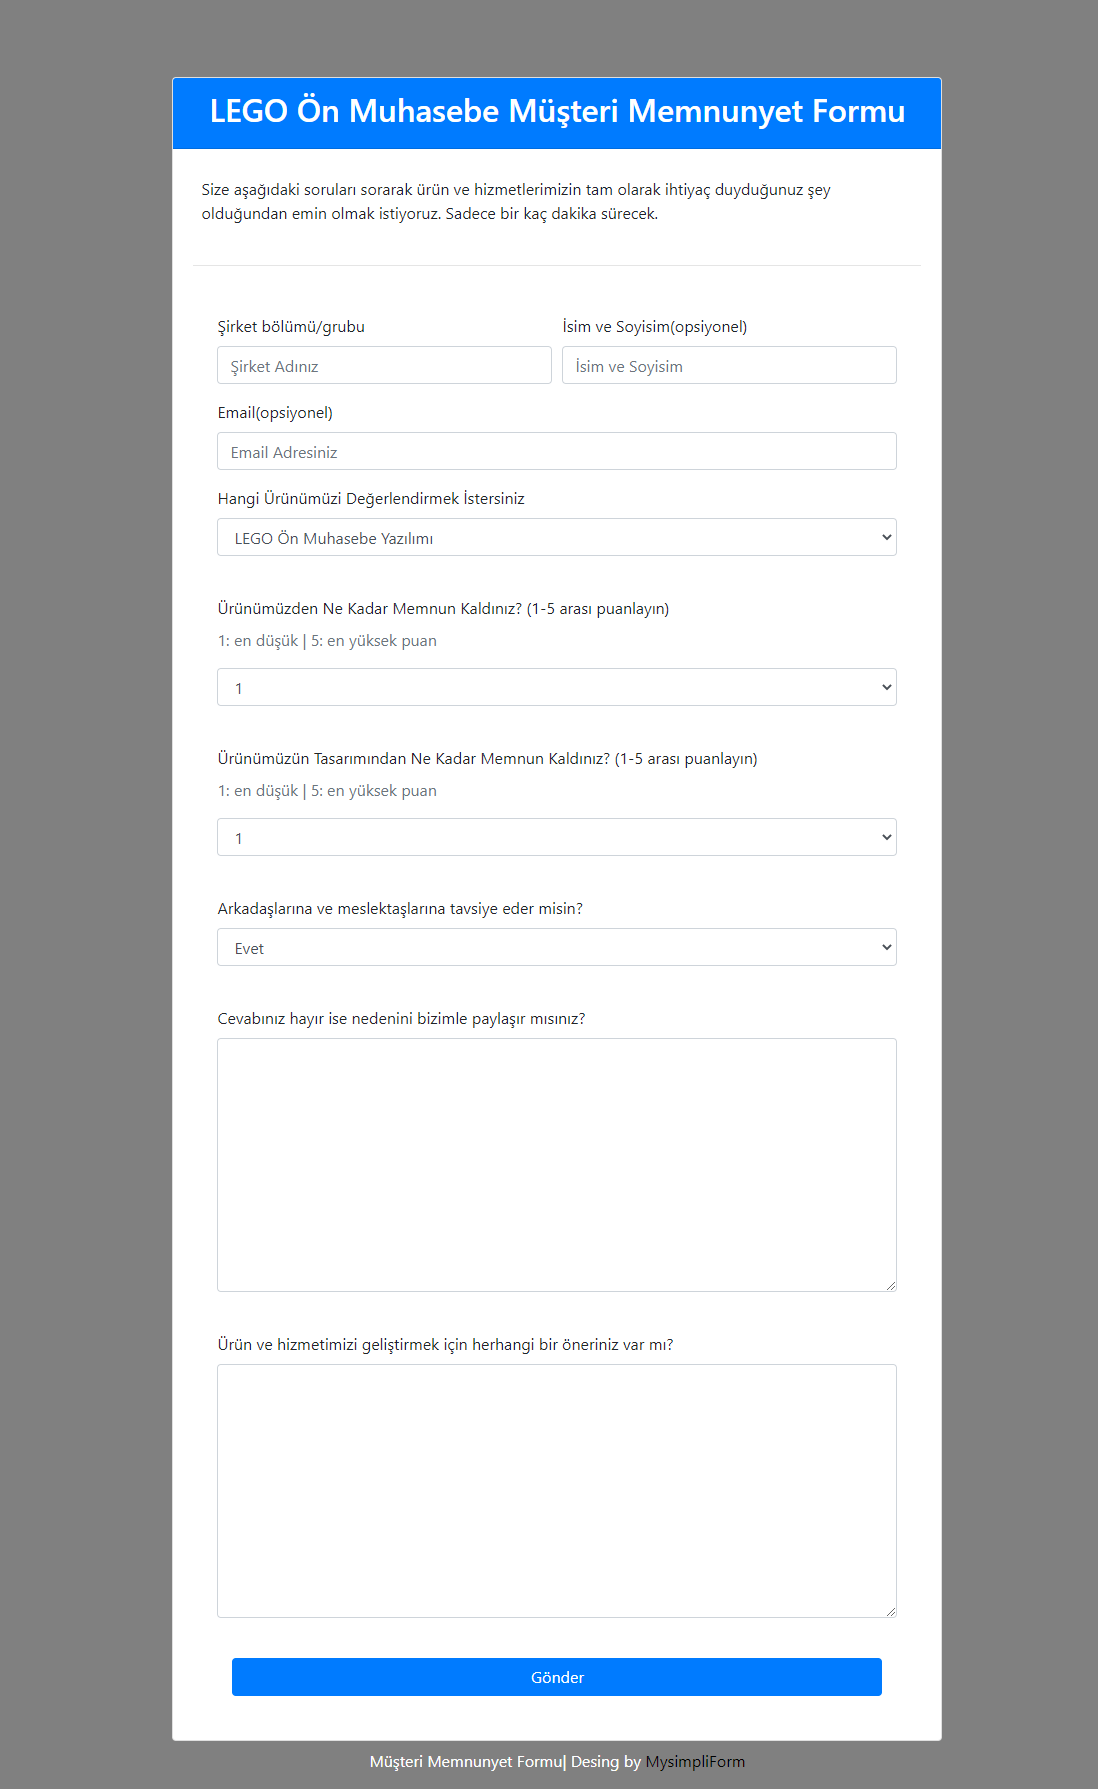 LEGO Ön Muhasebe Müşteri Memnunyet Formu
Size aşağıdaki soruları sorarak ürün ve hizmetlerimizin tam olarak ihtiyaç duyduğunuz şey
olduğundan emin olmak istiyoruz. Sadece bir kaç dakika sürecek.
Şirket bölümü/grubu
İsim ve Soyisim(opsiyonel)
Şirket Adınız
İsim ve Soyisim
Email(opsiyonel)
Email Adresiniz
Hangi Ürünümüzi Değerlendirmek İstersiniz
LEGO Ön Muhasebe Yazılımı
Ürünümüzden Ne Kadar Memnun Kaldınız? (1-5 arası puanlayın)
1: en düşük | 5: en yüksek puan
1
Ürünümüzün Tasarımından Ne Kadar Memnun Kaldınız? (1-5 arası puanlayın)
1: en düşük | 5: en yüksek puan
1
Arkadaşlarına ve meslektaşlarına tavsiye eder misin?
Evet
Cevabınız hayır ise nedenini bizimle paylaşır mısınız?
Ürün ve hizmetimizi geliştirmek için herhangi bir öneriniz var mı?
Gönder
Müşteri Memnunyet Formu| Desing by MysimpliForm